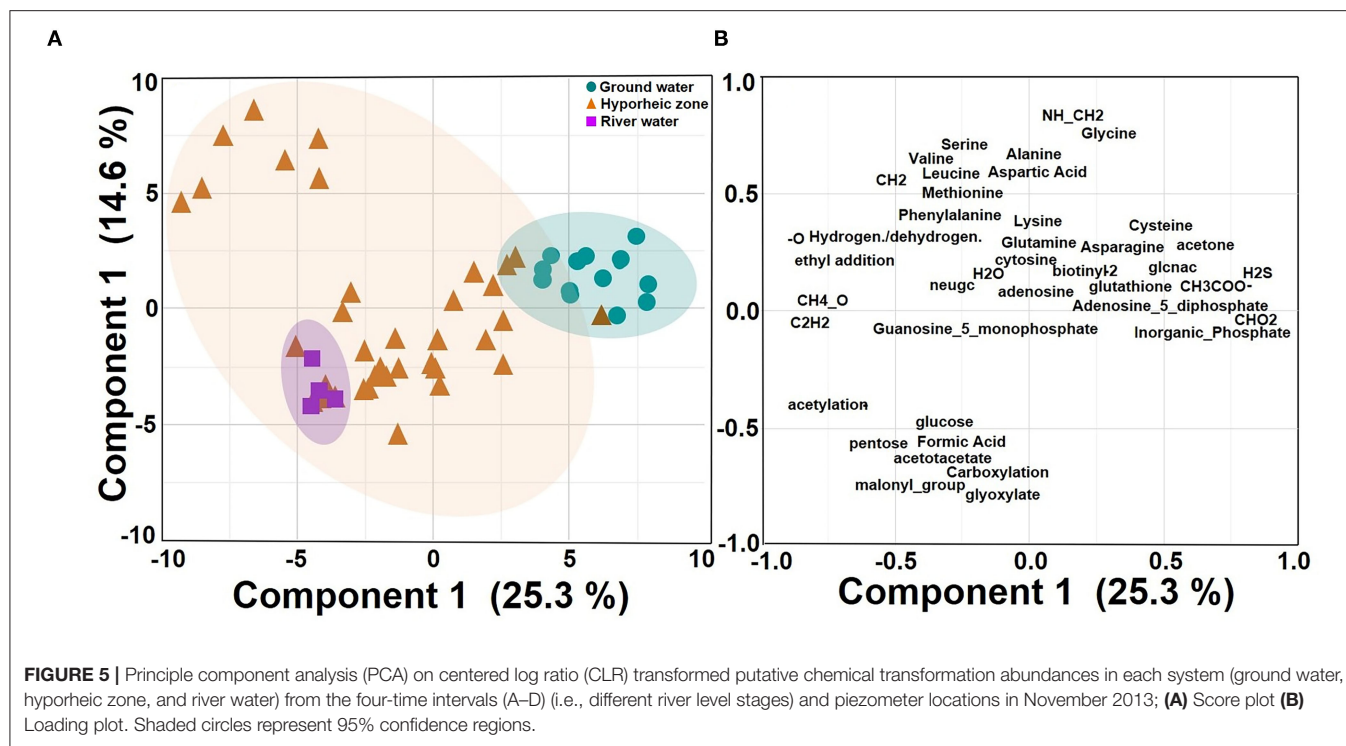 A
B
Component 1 (14.6 %)
10
5
0
-5
-10
-10
-5
0
5
10
Component 1 (25.3 %)
Ground water
Hyporheic zone
River water
1.0
0.5
0.0
-0.5
-1.0
-1.0
-0.5
0.0
0.5
1.0
Component 1 (25.3 %)
NH_CH2
Glycine
Serine
Alanine
Valine
Leucine
Aspartic Acid
CH2
Methionine
Phenylalanine
Lysine
Cysteine
-O Hydrogen./dehydrogen.
Glutamine
Asparagine
acetone
ethyl addition
cytosine
H2O
biotinyl-2
glcnac
H2S
neugc
adenosine
glutathione
CH3COO-
CH4_O
Adenosine_5_diphosphate
C2H2
Guanosine_5_monophosphate
CHO2
Inorganic_Phosphate
acetylation-
glucose
pentose
Formic Acid
acetotacetate
Carboxylation
malonyl_group
glyoxylate
FIGURE 5 | Principle component analysis (PCA) on centered log ratio (CLR) transformed putative chemical transformation abundances in each system (ground water,
hyporheic zone, and river water) from the four-time intervals (A–D) (i.e., different river level stages) and piezometer locations in November 2013; (A) Score plot (B)
Loading plot. Shaded circles represent 95% confidence regions.